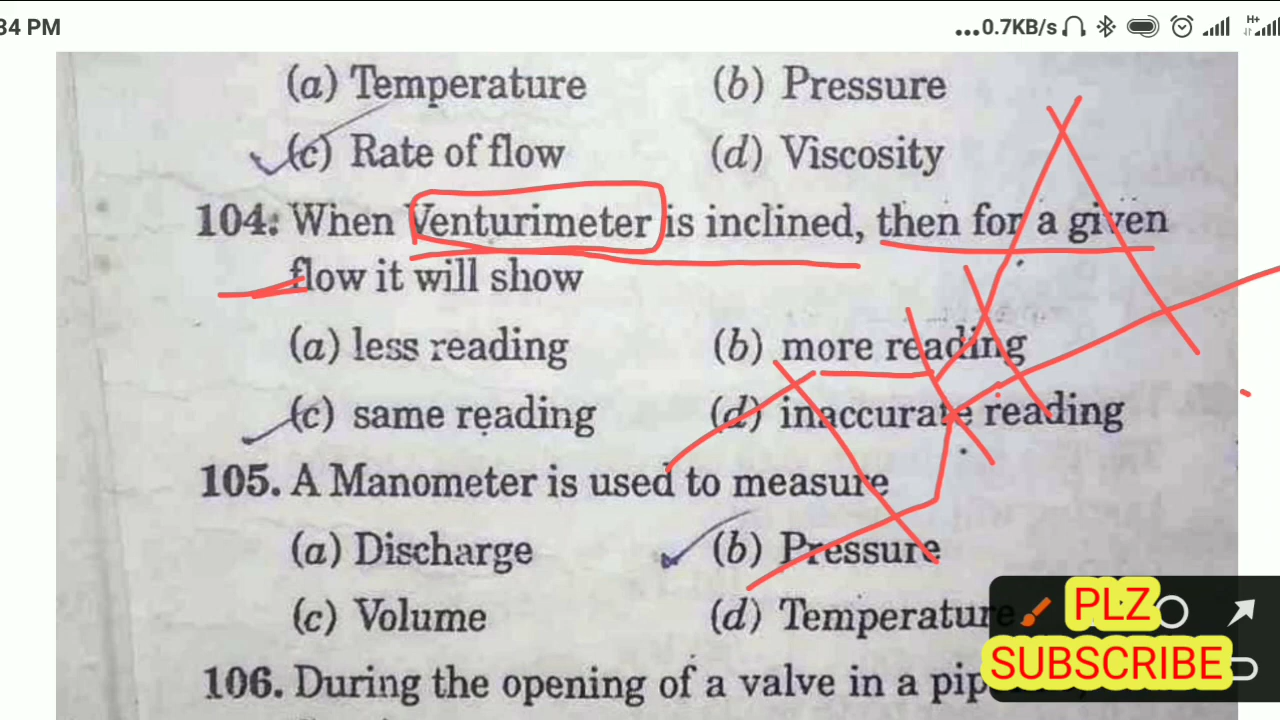 34 PM
...0.7KB/s H+
(a) Temperature (b) Pressure
(c) Rate of flow (d) Viscosity
104. When Venturimeter is inclined, then for a given
flow it will show
(a) less reading (b) more reading
(c) same reading (d) inaccurate reading
105. A Manometer is used to measure
(a) Discharge (b) Pressure
(c) Volume (d) Temperature
PLZ
SUBSCRIBE
106. During the opening of a valve in a